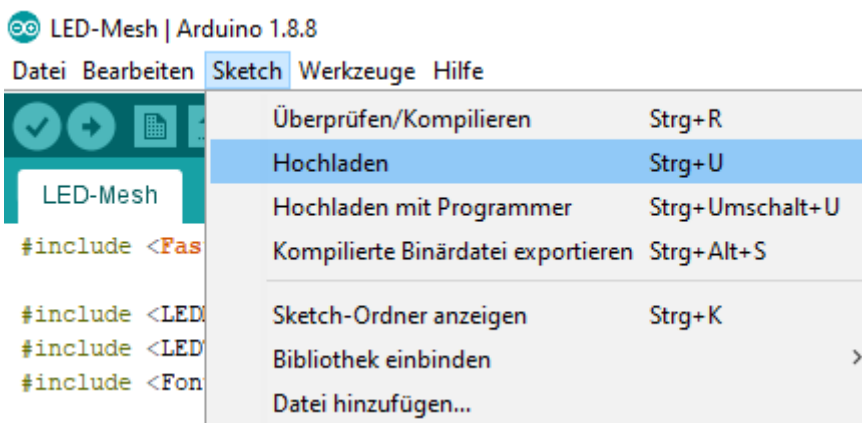 LED-Mesh | Arduino 1.8.8
Datei Bearbeiten Sketch Werkzeuge Hilfe
Überprüfen/Kompilieren Strg+R
Hochladen Strg+U
LED-Mesh
Hochladen mit Programmer Strg+Umschalt+U
#include <Fas
Kompilierte Binärdatei exportieren Strg+Alt+S
#include <LED
Sketch-Ordner anzeigen Strg+K
#include <LED
Bibliothek einbinden >
#include <Fon
Datei hinzufügen...